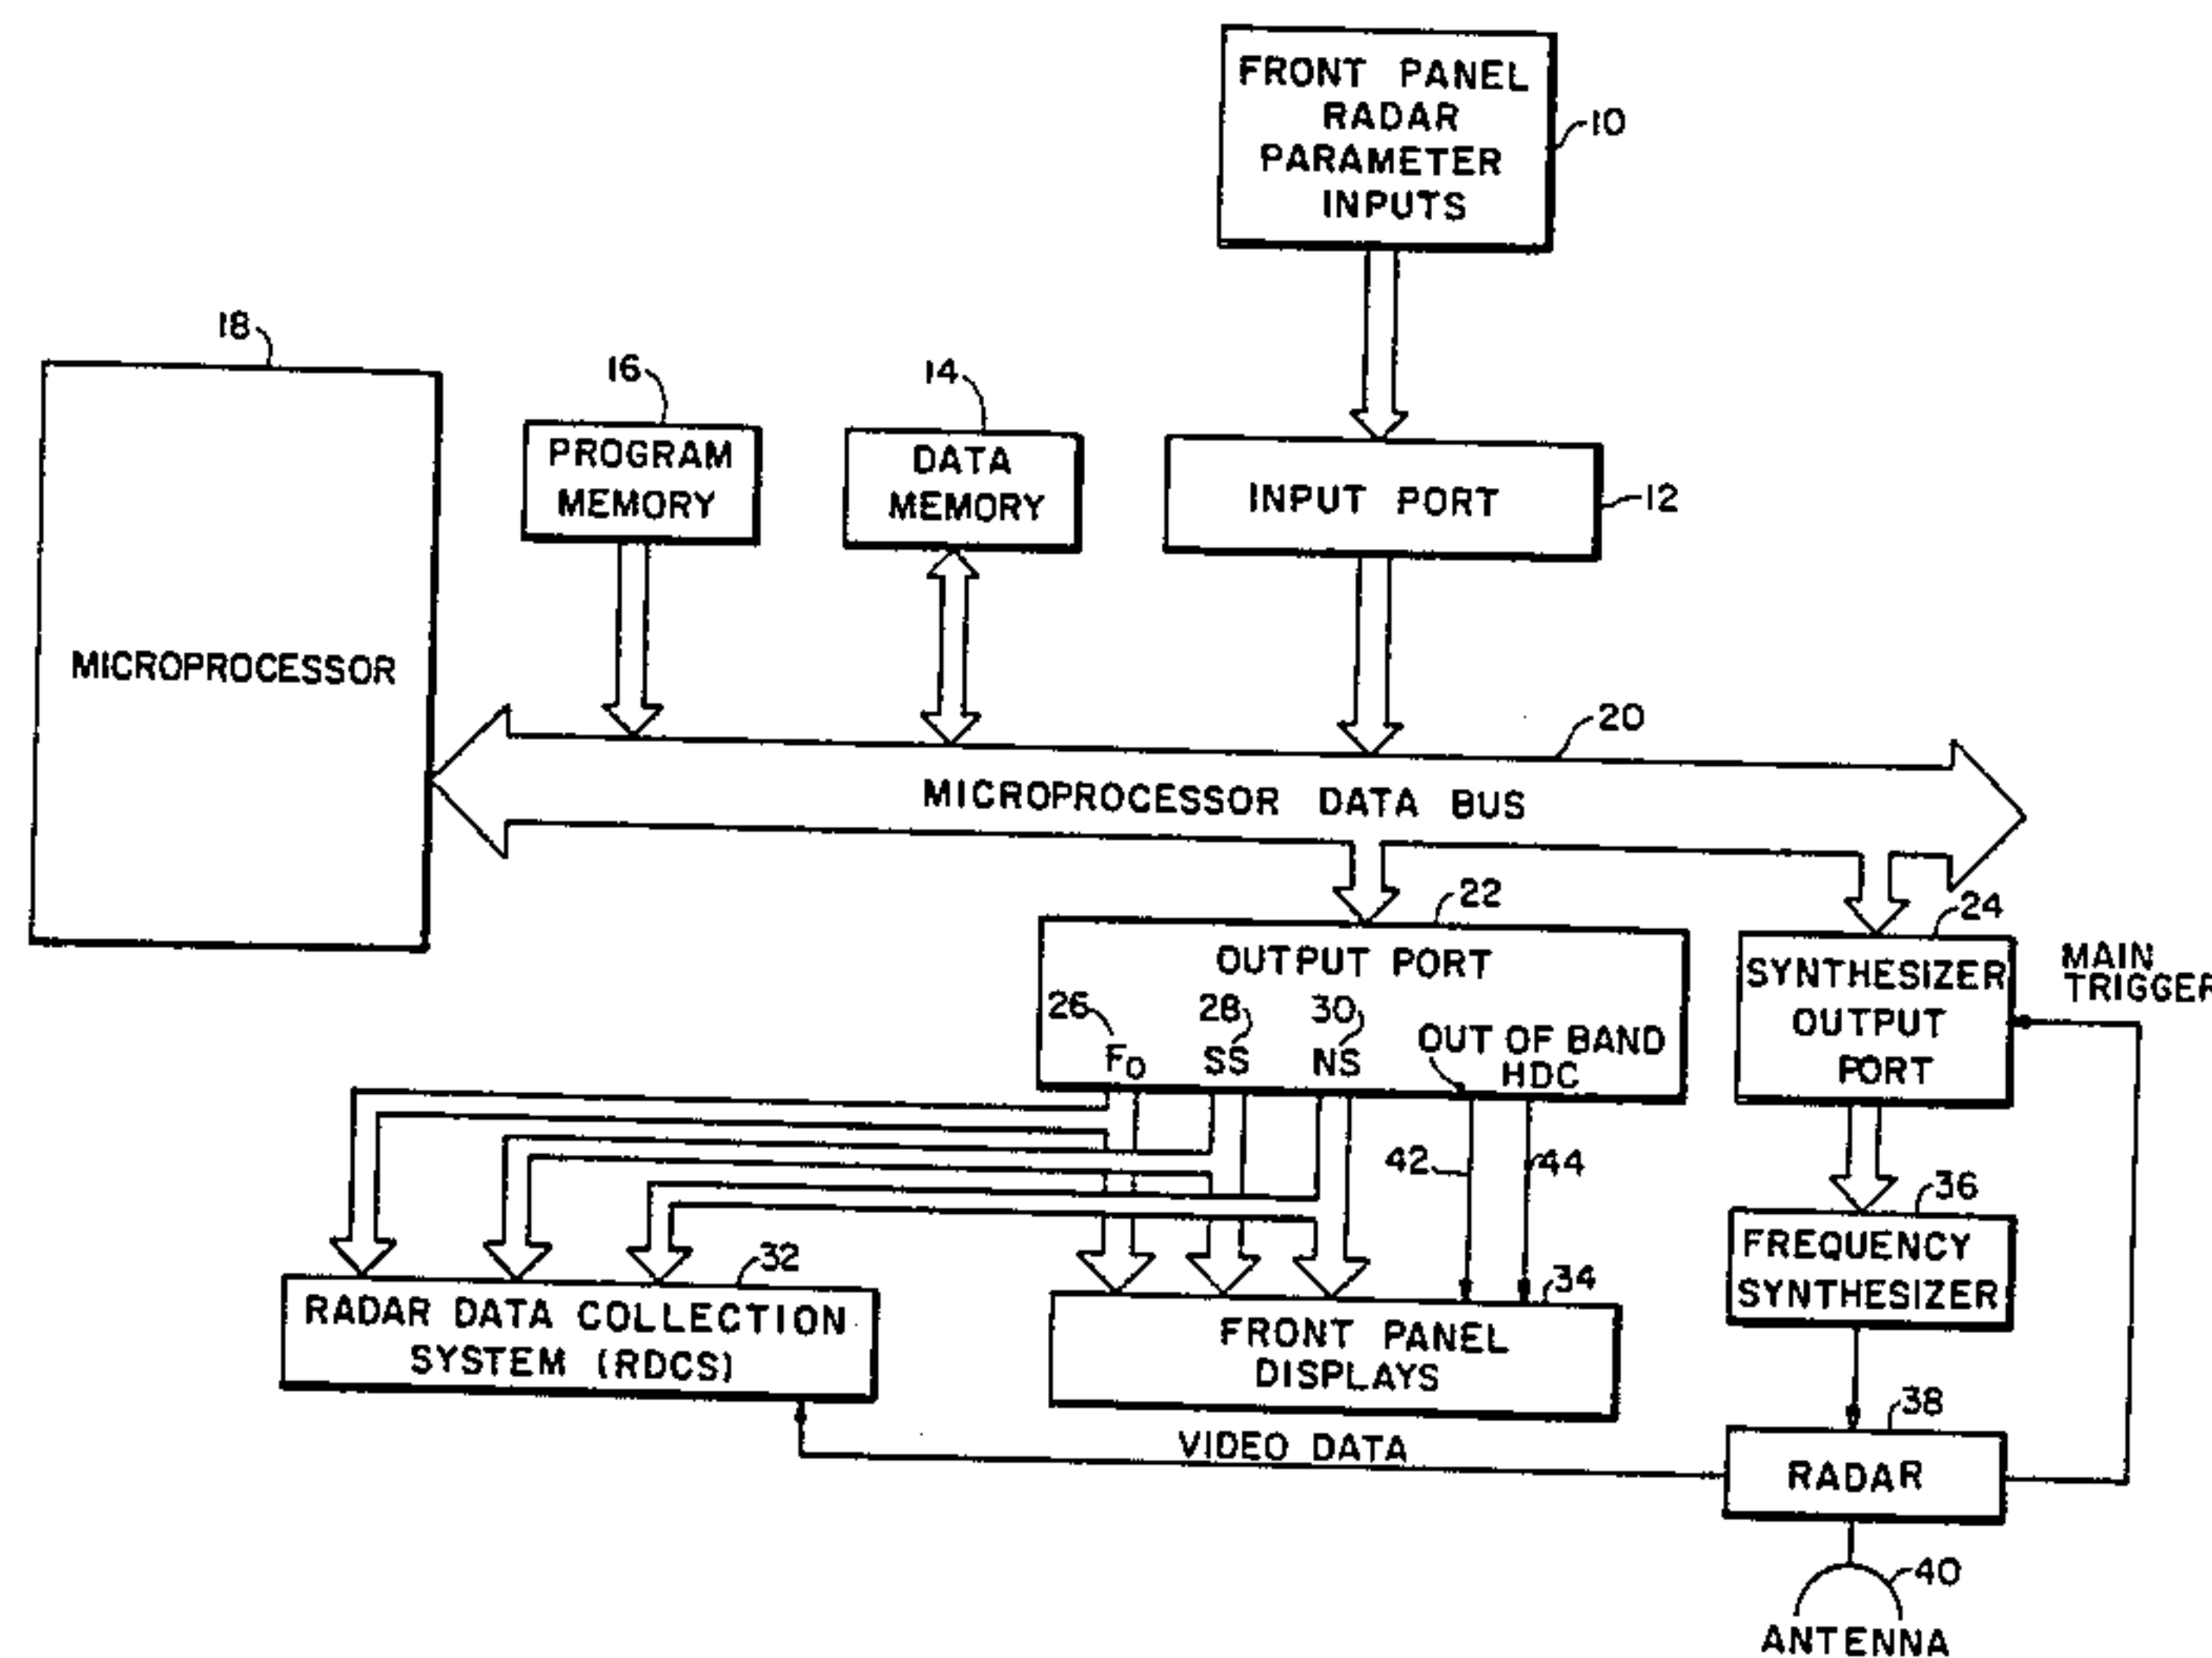 FRONT PANEL
RADAR
PARAMETER
INPUTS
10
18
16
14
PROGRAM
MEMORY
DATA
MEMORY
INPUT PORT
12
MICROPROCESSOR
20
MICROPROCESSOR DATA BUS
22
24
OUTPUT PORT
26
28
30
FO
SS
NS
OUT OF BAND
HDC
SYNTHESIZER
OUTPUT
PORT
MAIN
TRIGGER
42
44
36
FREQUENCY
SYNTHESIZER
32
34
RADAR DATA COLLECTION
SYSTEM (RDCS)
FRONT PANEL
DISPLAYS
38
VIDEO DATA
RADAR
40
ANTENNA